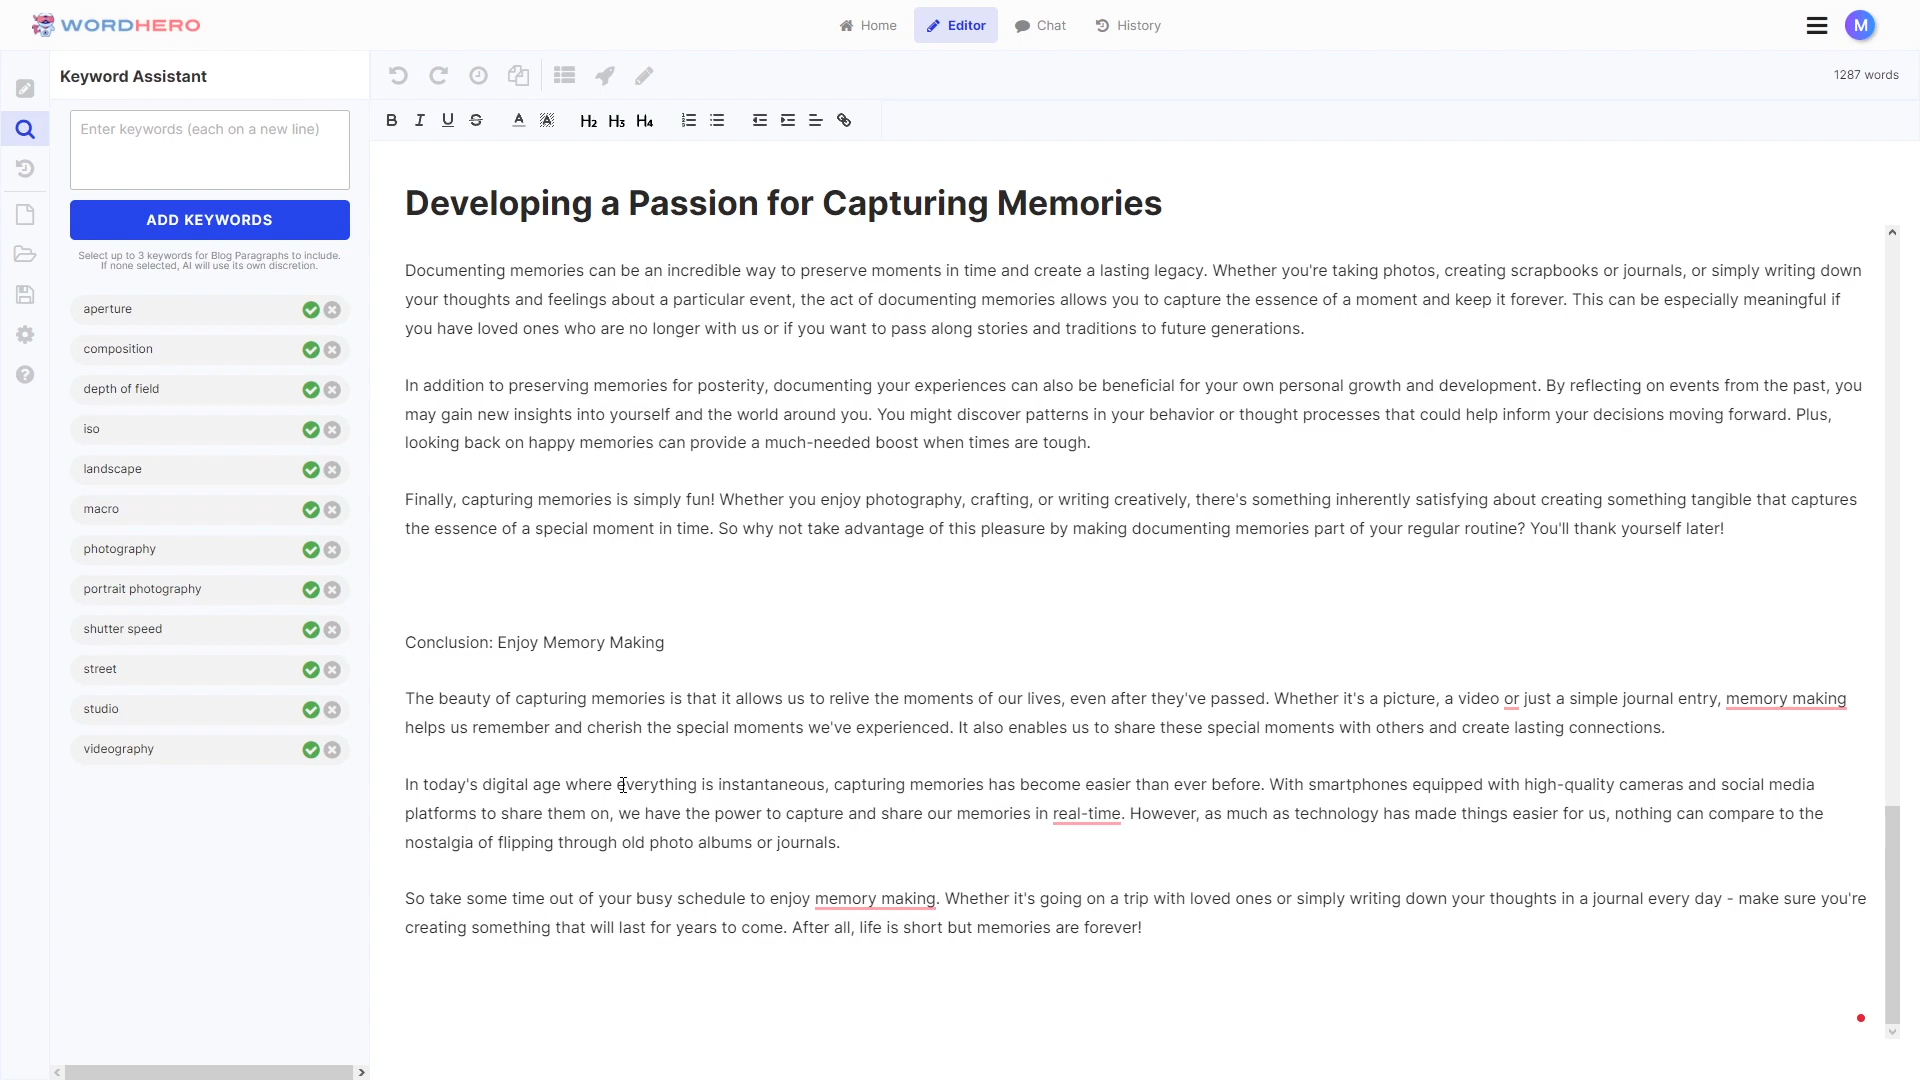 WORDHERO
Home
Editor
Chat
History
M
Keyword Assistant
1287 words
B I U S A A H2 H3 H4
Enter keywords (each on a new line)
ADD KEYWORDS
Select up to 3 keywords for Blog Paragraphs to include.
If none selected, AI will use its own discretion.
aperture
composition
depth of field
iso
landscape
macro
photography
portrait photography
shutter speed
street
studio
videography
Developing a Passion for Capturing Memories
Documenting memories can be an incredible way to preserve moments in time and create a lasting legacy. Whether you're taking photos, creating scrapbooks or journals, or simply writing down
your thoughts and feelings about a particular event, the act of documenting memories allows you to capture the essence of a moment and keep it forever. This can be especially meaningful if
you have loved ones who are no longer with us or if you want to pass along stories and traditions to future generations.
In addition to preserving memories for posterity, documenting your experiences can also be beneficial for your own personal growth and development. By reflecting on events from the past, you
may gain new insights into yourself and the world around you. You might discover patterns in your behavior or thought processes that could help inform your decisions moving forward. Plus,
looking back on happy memories can provide a much-needed boost when times are tough.
Finally, capturing memories is simply fun! Whether you enjoy photography, crafting, or writing creatively, there's something inherently satisfying about creating something tangible that captures
the essence of a special moment in time. So why not take advantage of this pleasure by making documenting memories part of your regular routine? You'll thank yourself later!
Conclusion: Enjoy Memory Making
The beauty of capturing memories is that it allows us to relive the moments of our lives, even after they've passed. Whether it's a picture, a video or just a simple journal entry, memory making
helps us remember and cherish the special moments we've experienced. It also enables us to share these special moments with others and create lasting connections.
In today's digital age where everything is instantaneous, capturing memories has become easier than ever before. With smartphones equipped with high-quality cameras and social media
platforms to share them on, we have the power to capture and share our memories in real-time. However, as much as technology has made things easier for us, nothing can compare to the
nostalgia of flipping through old photo albums or journals.
So take some time out of your busy schedule to enjoy memory making. Whether it's going on a trip with loved ones or simply writing down your thoughts in a journal every day - make sure you're
creating something that will last for years to come. After all, life is short but memories are forever!